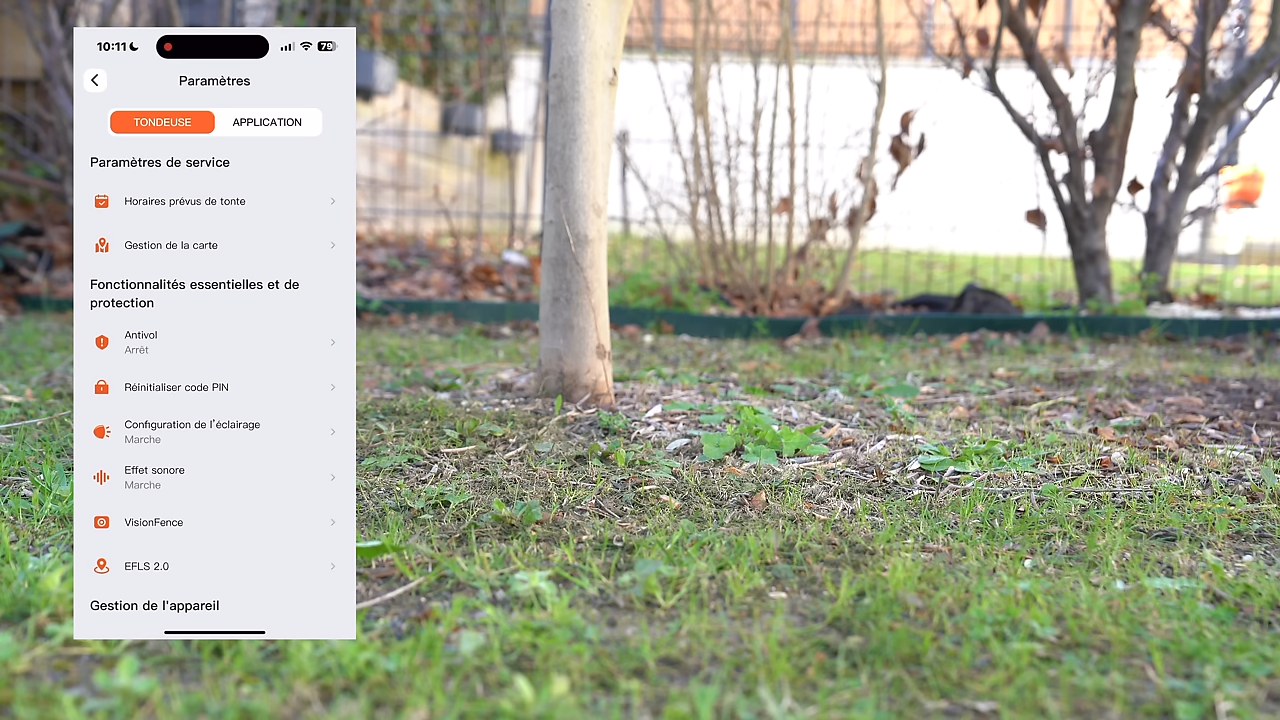 10:11
79
Paramètres
TONDEUSE
APPLICATION
Paramètres de service
Horaires prévus de tonte
Gestion de la carte
Fonctionnalités essentielles et de
protection
Antivol
Arrêt
Réinitialiser code PIN
Configuration de l'éclairage
Marche
Effet sonore
Marche
VisionFence
EFLS 2.0
Gestion de l'appareil